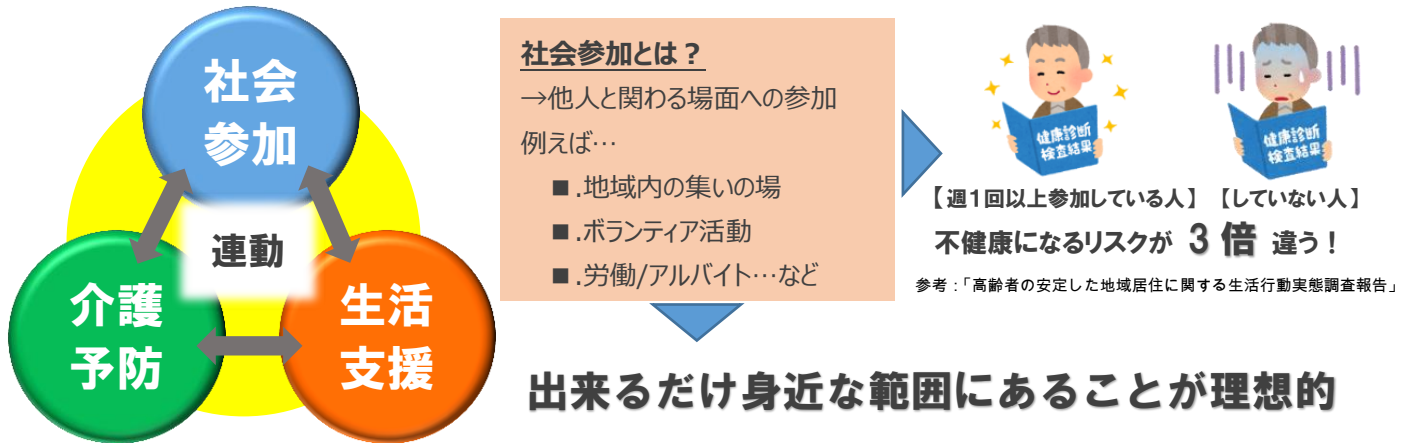 社会
参加
連動
介護
予防
生活
支援
社会参加とは？
→他人と関わる場面への参加
例えば…
■.地域内の集いの場
■.ボランティア活動
■.労働/アルバイト…など
健康診断
検査結果
健康診断
検査結果
【週1回以上参加している人】 【していない人】
不健康になるリスクが 3倍 違う！
参考：「高齢者の安定した地域居住に関する生活行動実態調査報告」
出来るだけ身近な範囲にあることが理想的